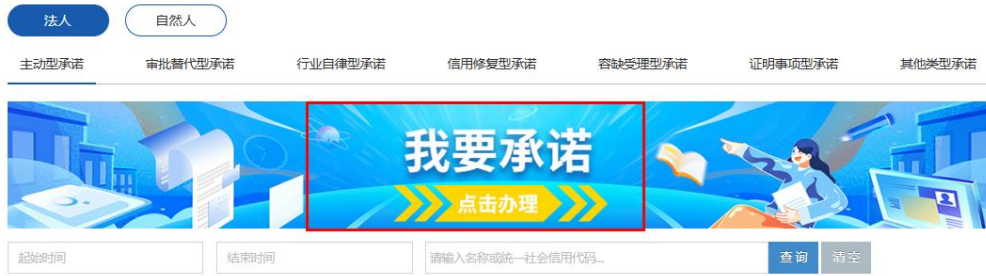 法人 自然人
主动型承诺 审批替代型承诺 行业自律型承诺 信用修复型承诺 容缺受理型承诺 证明事项型承诺 其他类型承诺
我要承诺
点击办理
起始时间 结束时间 请输入名称或统一社会信用代码... 查询 清空